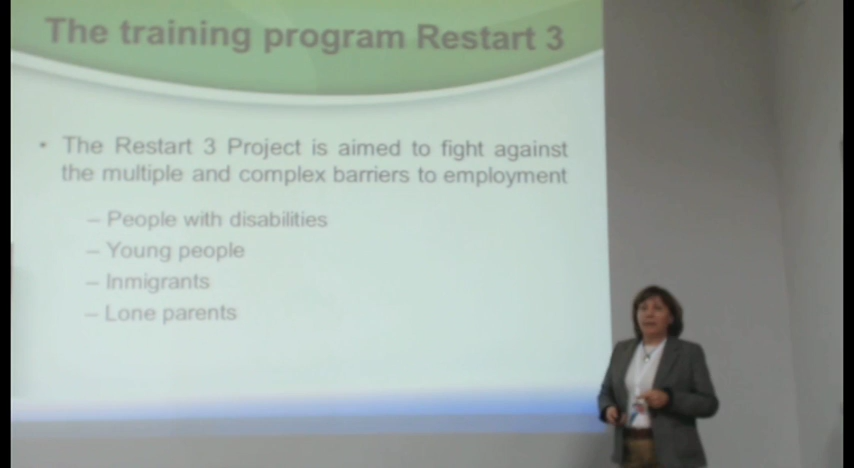 The training program Restart 3
• The Restart 3 Project is aimed to fight against
the multiple and complex barriers to employment
– People with disabilities
– Young people
– Inmigrants
– Lone parents